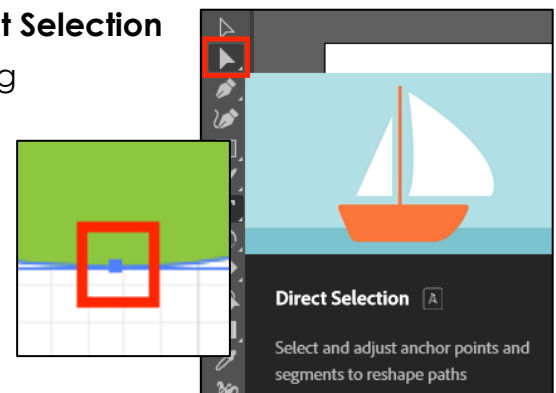 t Selection
g
Direct Selection A
Select and adjust anchor points and
segments to reshape paths